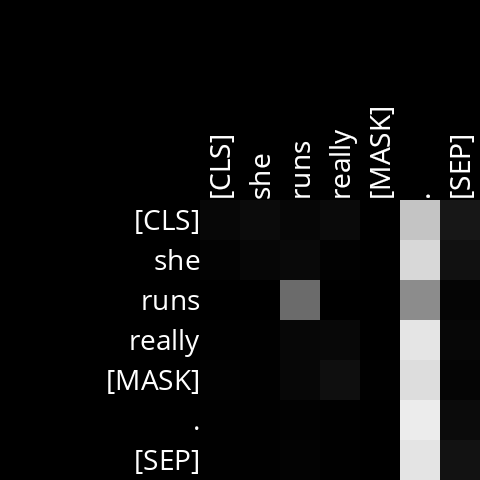 [CLS] she runs really [MASK] . [SEP]
[CLS]
she
runs
really
[MASK]
.
[SEP]